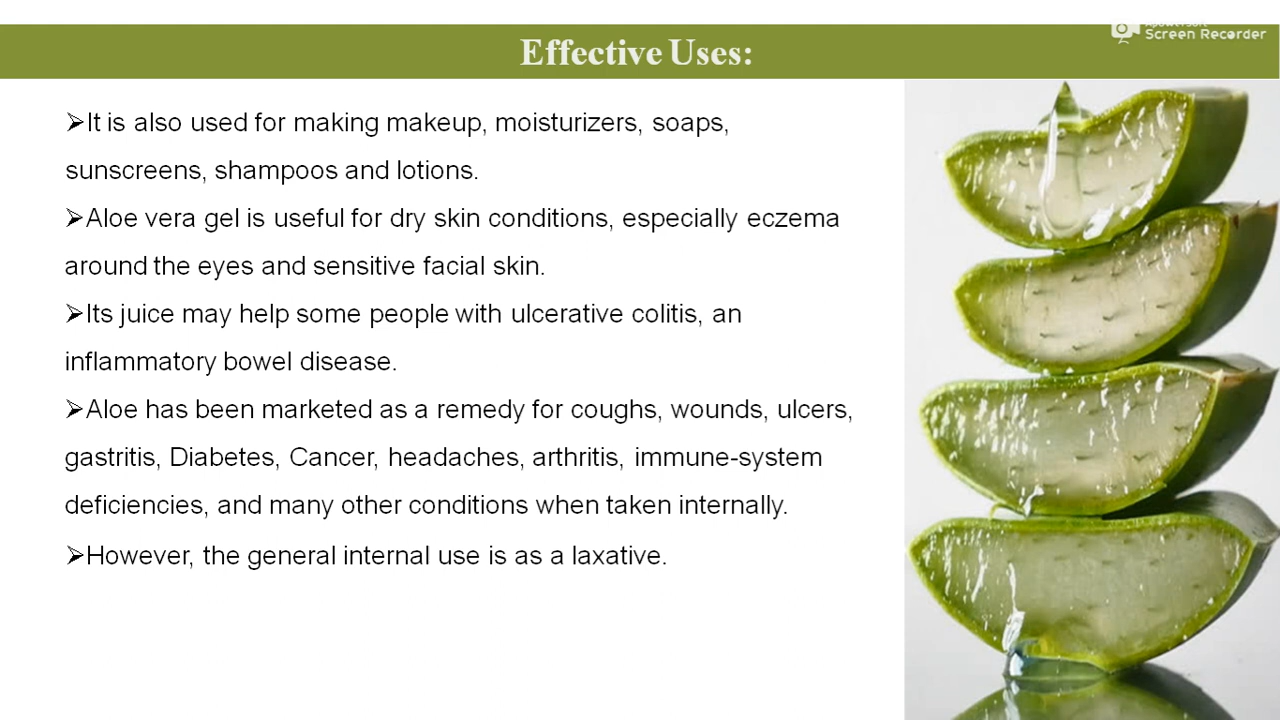 Effective Uses:
Screen Recorder
➢It is also used for making makeup, moisturizers, soaps,
sunscreens, shampoos and lotions.
➢Aloe vera gel is useful for dry skin conditions, especially eczema
around the eyes and sensitive facial skin.
➢Its juice may help some people with ulcerative colitis, an
inflammatory bowel disease.
➢Aloe has been marketed as a remedy for coughs, wounds, ulcers,
gastritis, Diabetes, Cancer, headaches, arthritis, immune-system
deficiencies, and many other conditions when taken internally.
➢However, the general internal use is as a laxative.